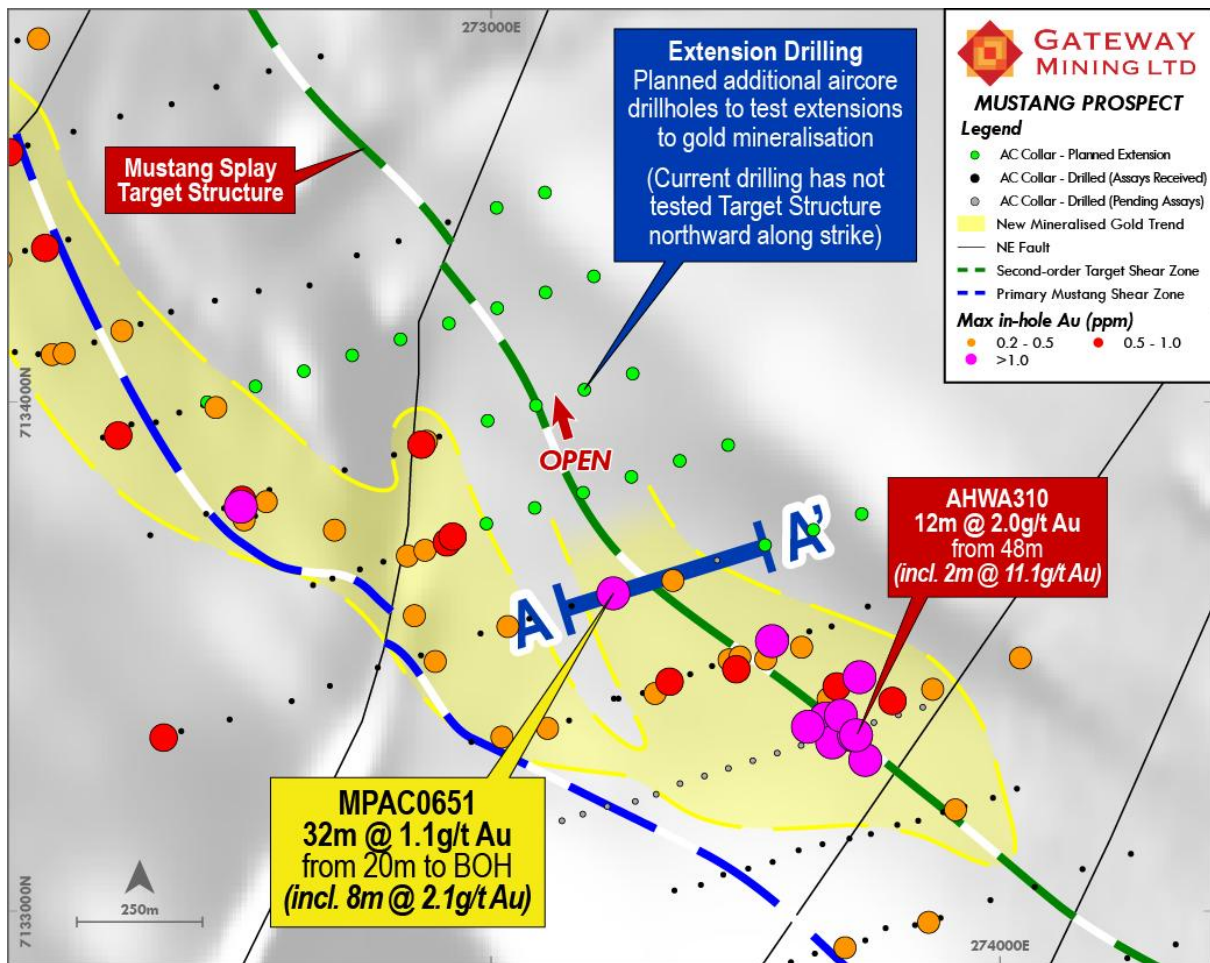 273000E
Extension Drilling
Planned additional aircore
drillholes to test extensions
to gold mineralisation
(Current drilling has not
tested Target Structure
northward along strike)
GATEWAY
MINING LTD
MUSTANG PROSPECT
Legend
AC Collar - Planned Extension
AC Collar - Drilled (Assays Received)
AC Collar - Drilled (Pending Assays)
New Mineralised Gold Trend
NE Fault
Second-order Target Shear Zone
Primary Mustang Shear Zone
Max in-hole Au (ppm)
0.2 - 0.5
0.5 - 1.0
>1.0
Mustang Splay
Target Structure
7134000N
OPEN
AHWA310
12m @ 2.0g/t Au
from 48m
(incl. 2m @ 11.1g/t Au)
A
A'
MPAC0651
32m @ 1.1g/t Au
from 20m to BOH
(incl. 8m @ 2.1g/t Au)
250m
7133000N
274000E